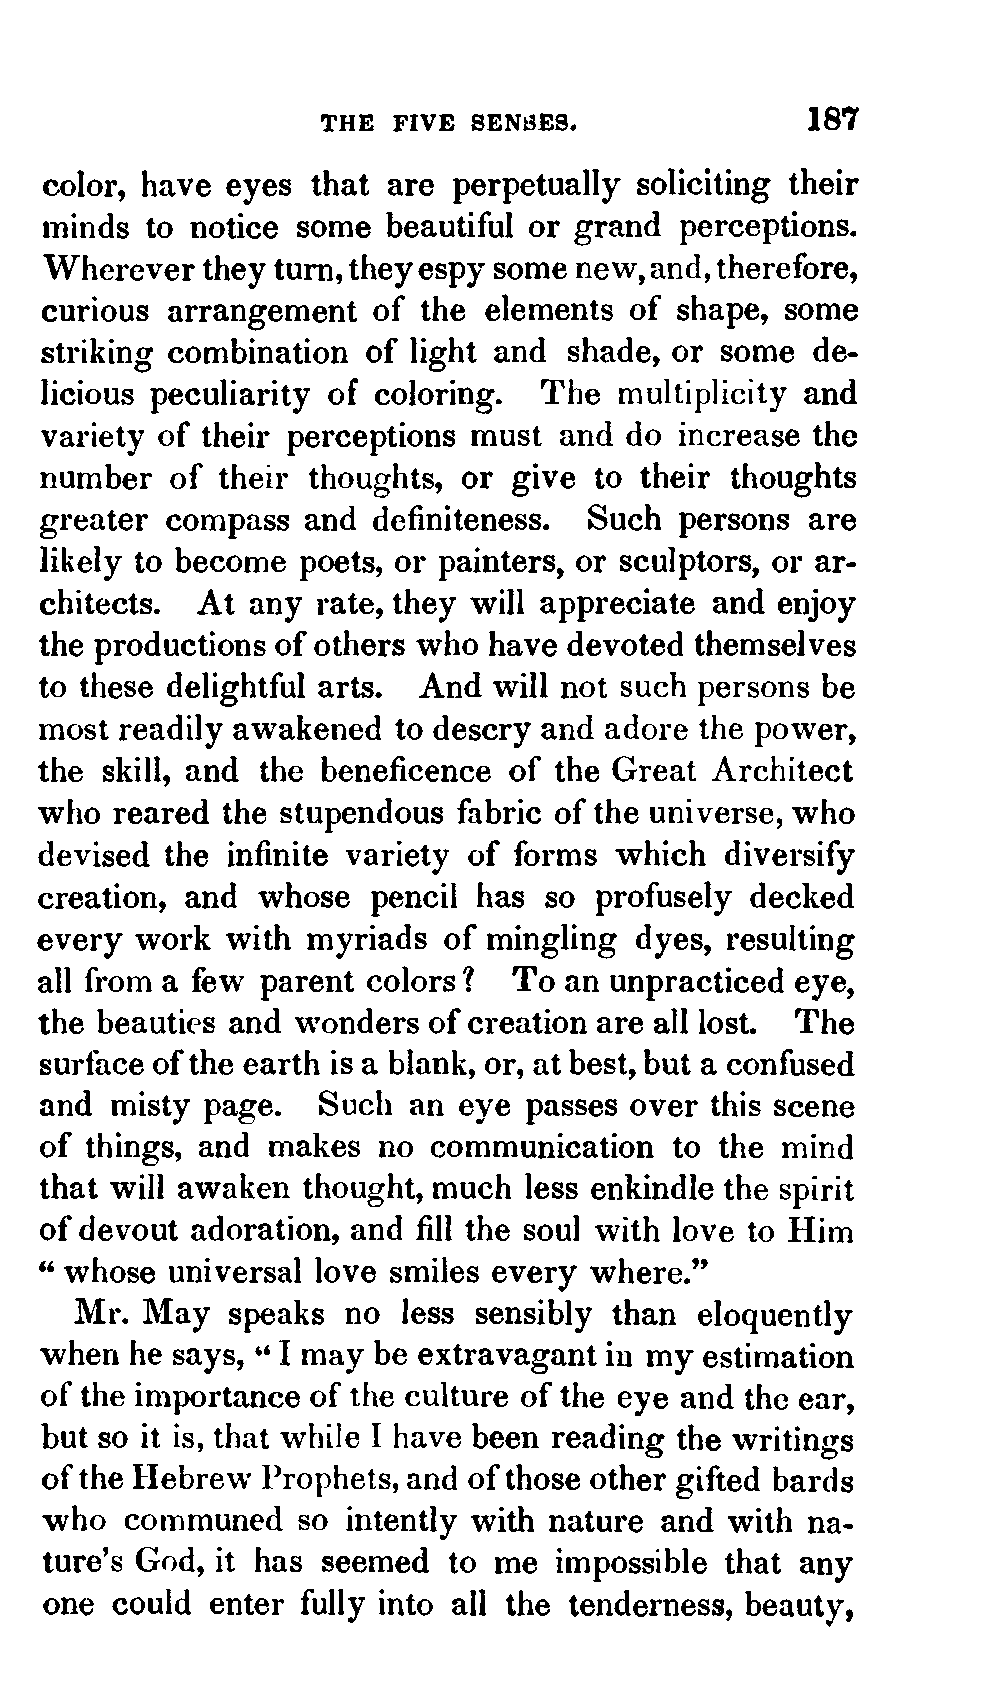 THE FIVE SENSES. 187
color, have eyes that are perpetually soliciting their
minds to notice some beautiful or grand perceptions.
Wherever they turn, they espy some new, and, therefore,
curious arrangement of the elements of shape, some
striking combination of light and shade, or some de-
licious peculiarity of coloring. The multiplicity and
variety of their perceptions must and do increase the
number of their thoughts, or give to their thoughts
greater compass and definiteness. Such persons are
likely to become poets, or painters, or sculptors, or ar-
chitects. At any rate, they will appreciate and enjoy
the productions of others who have devoted themselves
to these delightful arts. And will not such persons be
most readily awakened to descry and adore the power,
the skill, and the beneficence of the Great Architect
who reared the stupendous fabric of the universe, who
devised the infinite variety of forms which diversify
creation, and whose pencil has so profusely decked
every work with myriads of mingling dyes, resulting
all from a few parent colors? To an unpracticed eye,
the beauties and wonders of creation are all lost. The
surface of the earth is a blank, or, at best, but a confused
and misty page. Such an eye passes over this scene
of things, and makes no communication to the mind
that will awaken thought, much less enkindle the spirit
of devout adoration, and fill the soul with love to Him
“ whose universal love smiles every where.”
Mr. May speaks no less sensibly than eloquently
when he says, “ I may be extravagant in my estimation
of the importance of the culture of the eye and the ear,
but so it is, that while I have been reading the writings
of the Hebrew Prophets, and of those other gifted bards
who communed so intently with nature and with na-
ture’s God, it has seemed to me impossible that any
one could enter fully into all the tenderness, beauty,